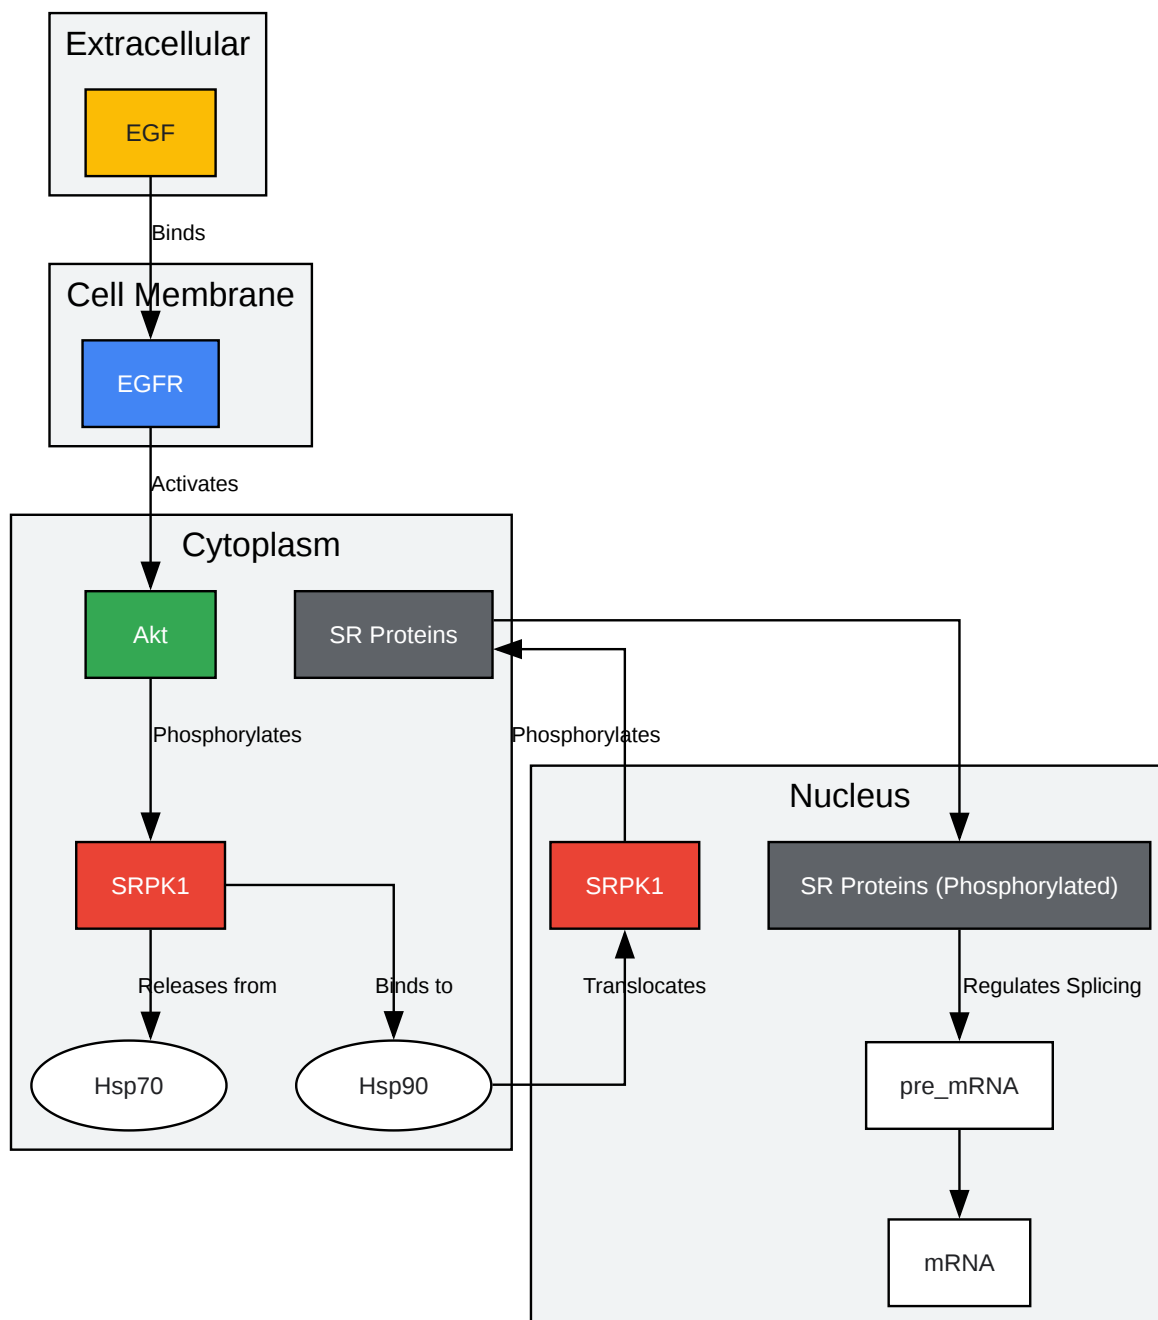 Extracellular
EGF
Binds
Cell Membrane
EGFR
Activates
Cytoplasm
Akt
SR Proteins
Phosphorylates
Phosphorylates
Nucleus
SRPK1
SRPK1
SR Proteins (Phosphorylated)
Releases from
Binds to
Translocates
Regulates Splicing
Hsp70
Hsp90
pre_mRNA
mRNA